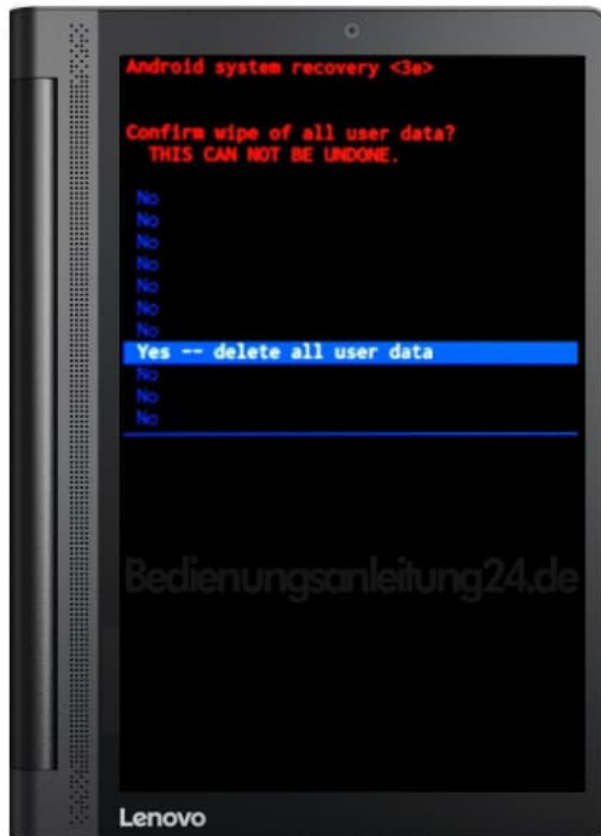 Android system recovery <3e>
Confirm wipe of all user data?
THIS CAN NOT BE UNDONE.
No
No
No
No
No
No
No
Yes -- delete all user data
No
No
No
Bedienungsanleitung24.de
Lenovo